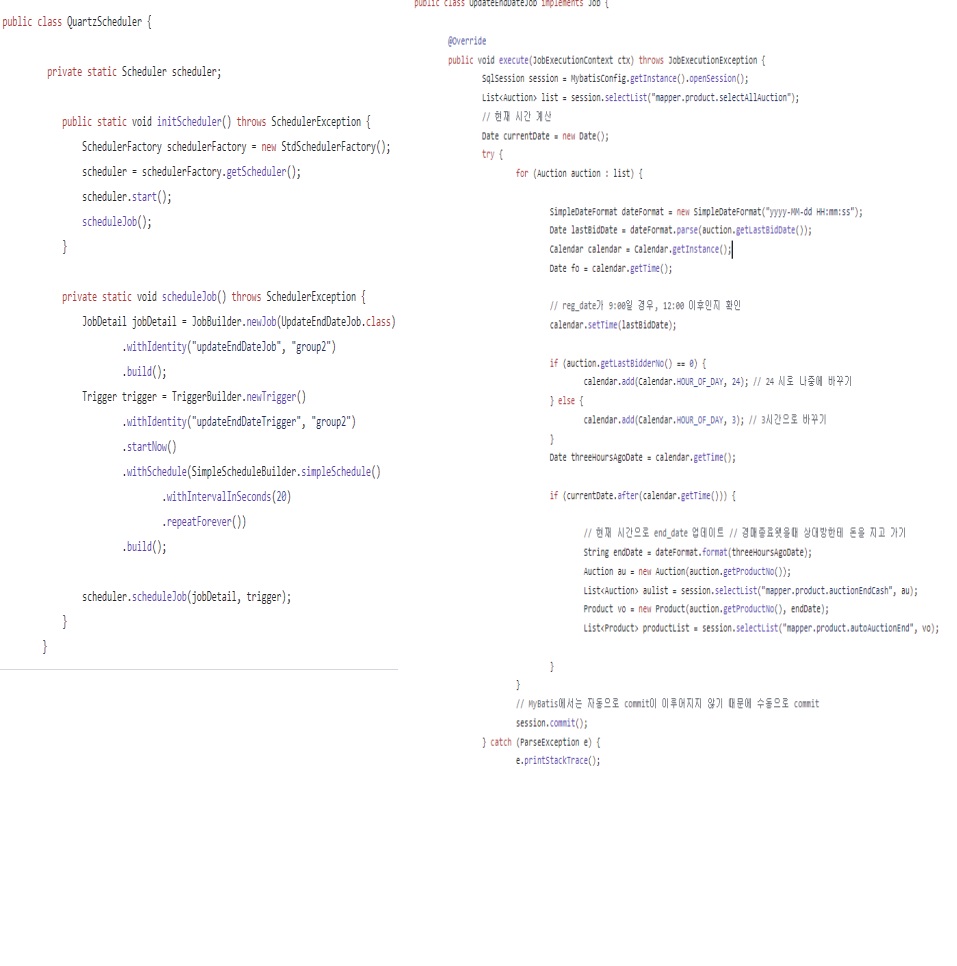 public class QuartzScheduler {
private static Scheduler scheduler;
public static void initScheduler() throws SchedulerException {
SchedulerFactory schedulerFactory = new StdSchedulerFactory();
scheduler = schedulerFactory.getScheduler();
scheduler.start();
scheduleJob();
}
private static void scheduleJob() throws SchedulerException {
JobDetail jobDetail = JobBuilder.newJob(UpdateEndDateJob.class)
.withIdentity("updateEndDateJob", "group2")
.build();
Trigger trigger = TriggerBuilder.newTrigger()
.withIdentity("updateEndDateTrigger", "group2")
.startNow()
.withSchedule(SimpleScheduleBuilder.simpleSchedule()
.withIntervalInSeconds(20)
.repeatForever())
.build();
scheduler.scheduleJob(jobDetail, trigger);
}
}
public class UpdateEndDateJob implements Job {
@Override
public void execute(JobExecutionContext ctx) throws JobExecutionException {
SqlSession session = MybatisConfig.getInstance().openSession();
List<Auction> list = session.selectList("mapper.product.selectAllAuction");
// 현재 시간 계산
Date currentDate = new Date();
try {
for (Auction auction : list) {
SimpleDateFormat dateFormat = new SimpleDateFormat("yyyy-MM-dd HH:mm:ss");
Date lastBidDate = dateFormat.parse(auction.getLastBidDate());
Calendar calendar = Calendar.getInstance();
Date fo = calendar.getTime();
// reg_date가 9:00일 경우, 12:00 이후인지 확인
calendar.setTime(lastBidDate);
if (auction.getLastBidderNo() == 0) {
calendar.add(Calendar.HOUR_OF_DAY, 24); // 24 시로 나중에 바꾸기
} else {
calendar.add(Calendar.HOUR_OF_DAY, 3); // 3시간으로 바꾸기
}
Date threeHoursAgoDate = calendar.getTime();
if (currentDate.after(calendar.getTime())) {
// 현재 시간으로 end_date 업데이트 // 경매종료됫을때 상대방한테 돈을 지고 가기
String endDate = dateFormat.format(threeHoursAgoDate);
Auction au = new Auction(auction.getProductNo());
List<Auction> aulist = session.selectList("mapper.product.auctionEndCash", au);
Product vo = new Product(auction.getProductNo(), endDate);
List<Product> productList = session.selectList("mapper.product.autoAuctionEnd", vo);
}
}
// MyBatis에서는 자동으로 commit이 이루어지지 않기 때문에 수동으로 commit
session.commit();
} catch (ParseException e) {
e.printStackTrace();